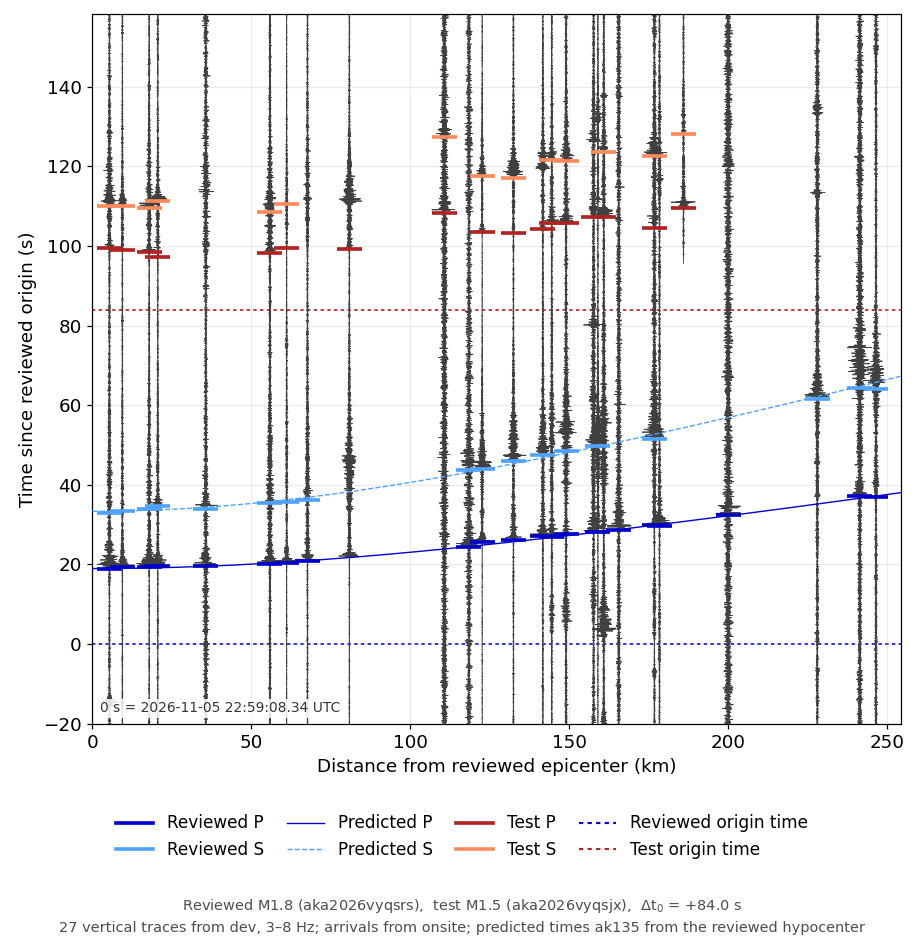 Time since reviewed origin (s)
140
120
100
80
60
40
20
0
−20
0 s = 2026-11-05 22:59:08.34 UTC
0 50 100 150 200 250
Distance from reviewed epicenter (km)
Reviewed P Predicted P Test P Reviewed origin time
Reviewed S Predicted S Test S Test origin time
Reviewed M1.8 (aka2026vyqsrs), test M1.5 (aka2026vyqsjx), Δt₀ = +84.0 s
27 vertical traces from dev, 3–8 Hz; arrivals from onsite; predicted times ak135 from the reviewed hypocenter